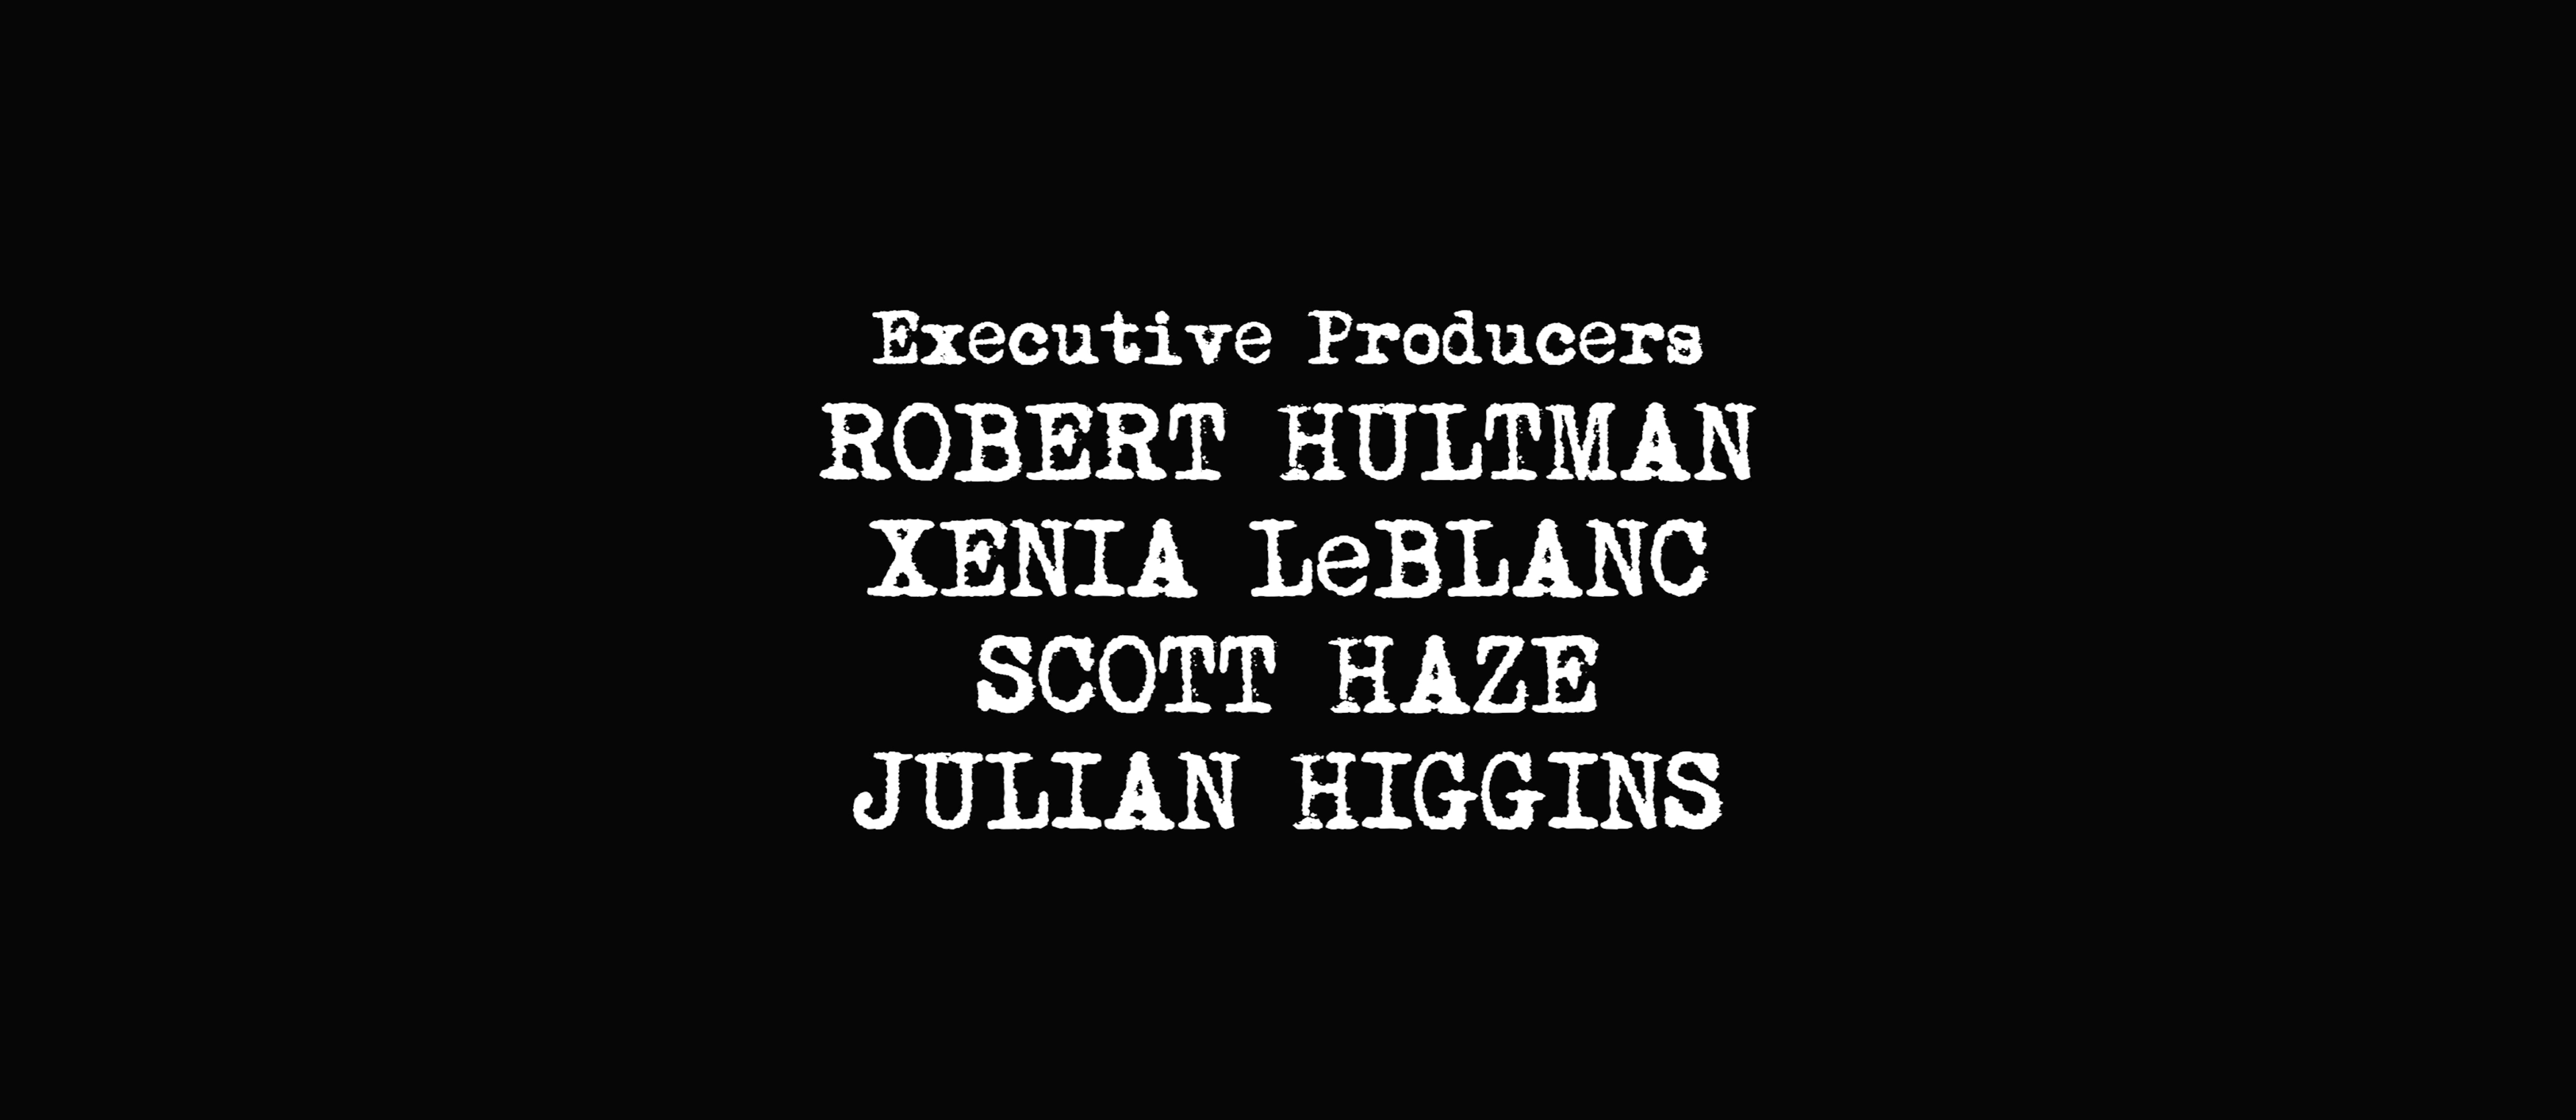 Executive Producers
ROBERT HULTMAN
XENIA LeBLANC
SCOTT HAZE
JULIAN HIGGINS